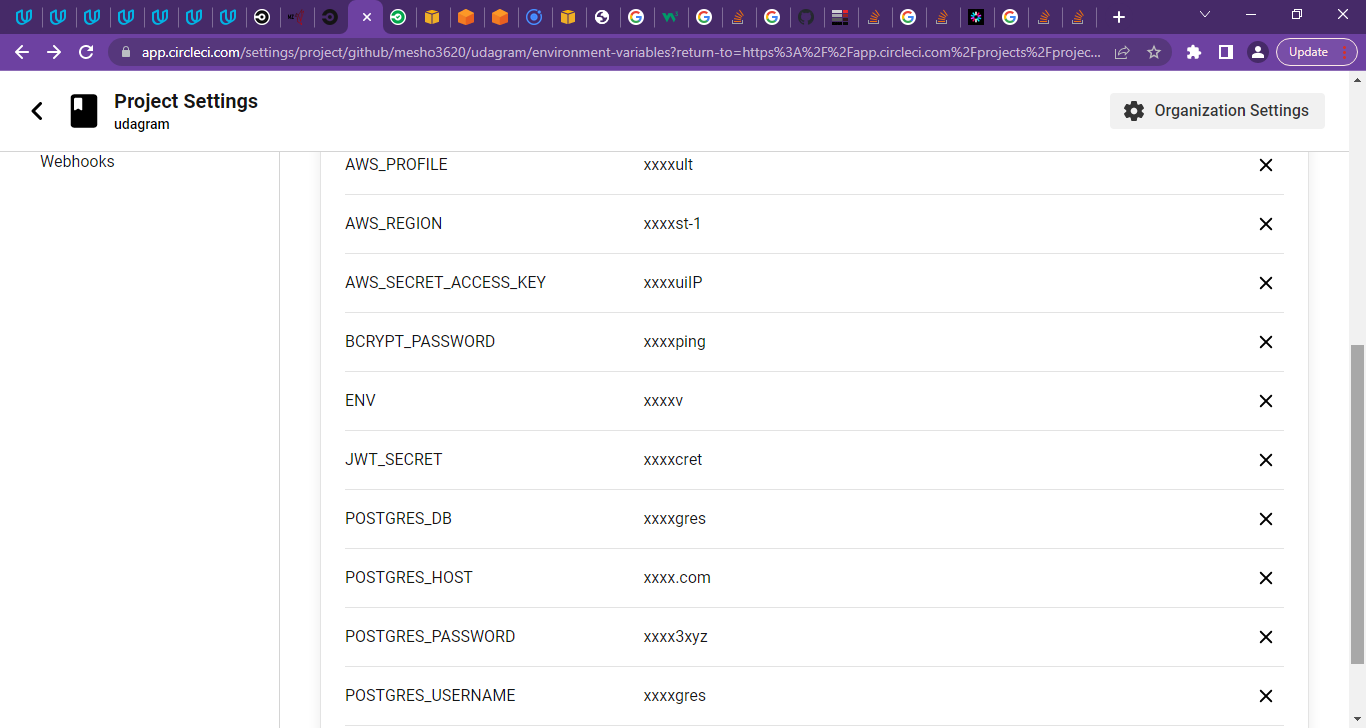 app.circleci.com/settings/project/github/mesho3620/udagram/environment-variables?return-to=https%3A%2F%2Fapp.circleci.com%2Fprojects%2Fprojec...
Update
Project Settings
udagram
Organization Settings
Webhooks
AWS_PROFILE xxxxult
AWS_REGION xxxxst-1
AWS_SECRET_ACCESS_KEY xxxxuiIP
BCRYPT_PASSWORD xxxxping
ENV xxxxv
JWT_SECRET xxxxcret
POSTGRES_DB xxxxgres
POSTGRES_HOST xxxx.com
POSTGRES_PASSWORD xxxx3xyz
POSTGRES_USERNAME xxxxgres